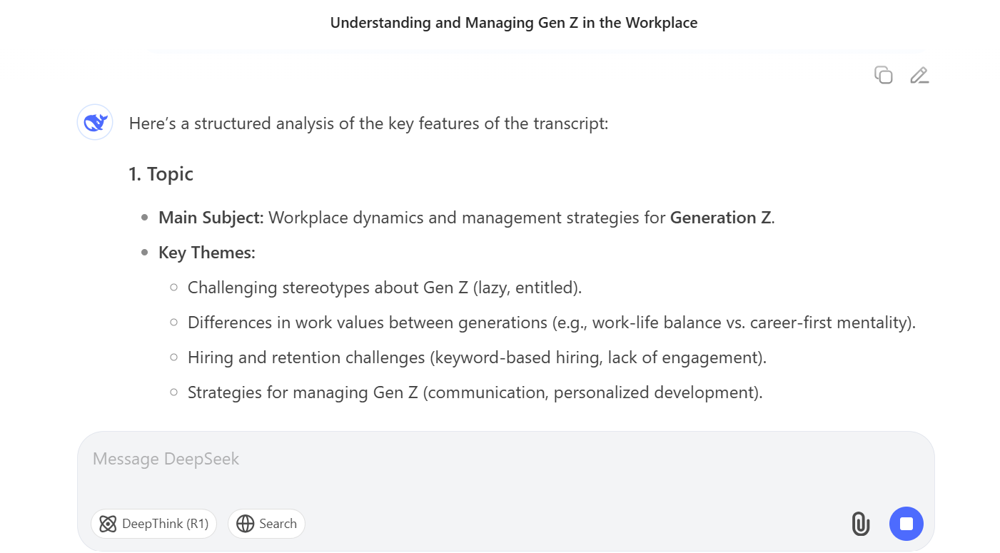 Understanding and Managing Gen Z in the Workplace
Here’s a structured analysis of the key features of the transcript:
1. Topic
Main Subject: Workplace dynamics and management strategies for Generation Z.
Key Themes:
Challenging stereotypes about Gen Z (lazy, entitled).
Differences in work values between generations (e.g., work-life balance vs. career-first mentality).
Hiring and retention challenges (keyword-based hiring, lack of engagement).
Strategies for managing Gen Z (communication, personalized development).
Message DeepSeek
DeepThink (R1) Search